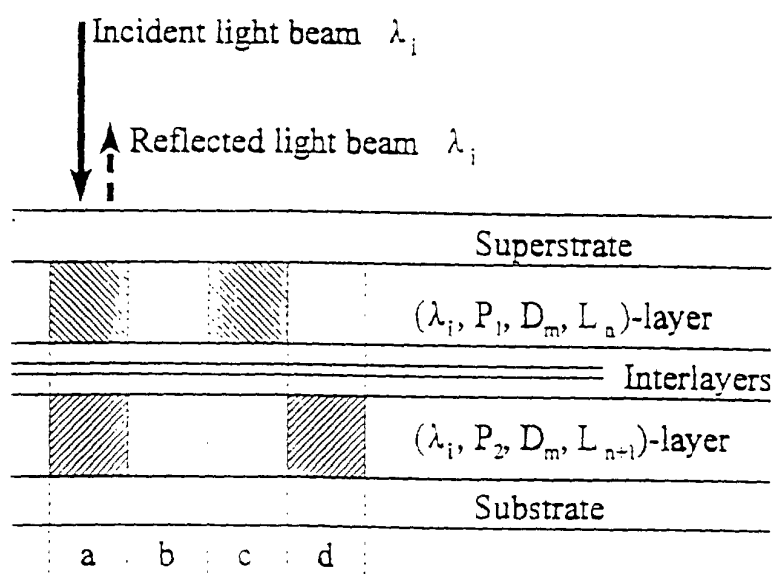 Incident light beam λi
Reflected light beam λi
Superstrate
(λi, P1, Dm, Ln)-layer
Interlayers
(λi, P2, Dm, Ln+1)-layer
Substrate
a b c d